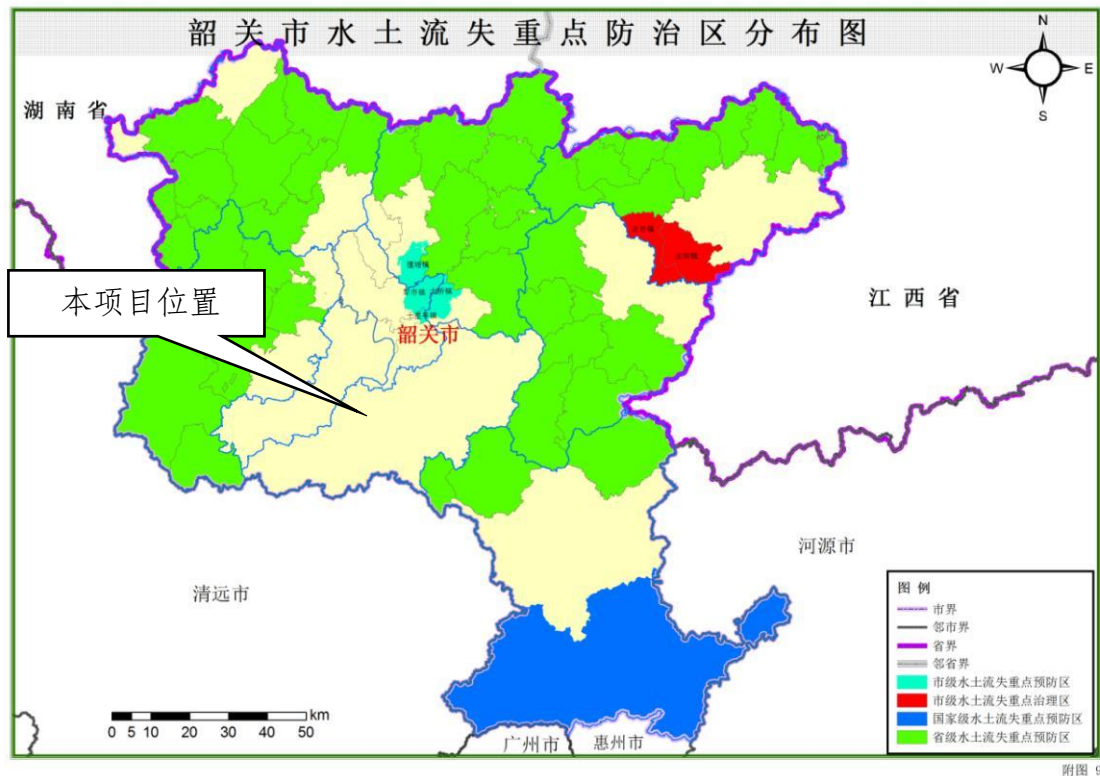 韶关市水土流失重点防治区分布图
N
W
E
S
湖南省
本项目位置
韶关市
江西省
河源市
清远市
图例
市界
邻市界
省界
邻省界
市级水土流失重点预防区
市级水土流失重点治理区
国家级水土流失重点预防区
省级水土流失重点预防区
km
0 5 10 20 30 40 50
广州市
惠州市
附图 9